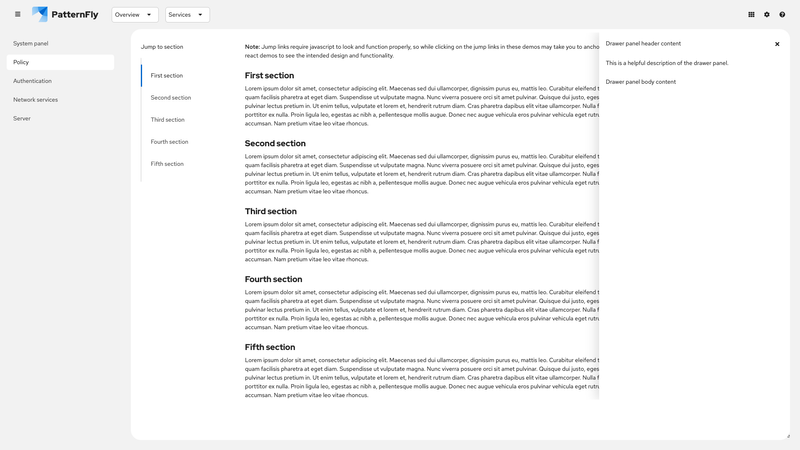 PatternFly
Overview
Services
System panel
Policy
Authentication
Network services
Server
Jump to section
First section
Second section
Third section
Fourth section
Fifth section
Note: Jump links require javascript to look and function properly, so while clicking on the jump links in these demos may take you to ancho
react demos to see the intended design and functionality.
First section
Lorem ipsum dolor sit amet, consectetur adipiscing elit. Maecenas sed dui ullamcorper, dignissim purus eu, mattis leo. Curabitur eleifend t
quam facilisis pharetra at eget diam. Suspendisse ut vulputate magna. Nunc viverra posuere orci sit amet pulvinar. Quisque dui justo, eges
pulvinar lectus pretium in. Ut enim tellus, vulputate et lorem et, hendrerit rutrum diam. Cras pharetra dapibus elit vitae ullamcorper. Nulla f
porttitor ex nulla. Proin ligula leo, egestas ac nibh a, pellentesque mollis augue. Donec nec augue vehicula eros pulvinar vehicula eget rutr
accumsan. Nam pretium vitae leo vitae rhoncus.
Second section
Lorem ipsum dolor sit amet, consectetur adipiscing elit. Maecenas sed dui ullamcorper, dignissim purus eu, mattis leo. Curabitur eleifend t
quam facilisis pharetra at eget diam. Suspendisse ut vulputate magna. Nunc viverra posuere orci sit amet pulvinar. Quisque dui justo, eges
pulvinar lectus pretium in. Ut enim tellus, vulputate et lorem et, hendrerit rutrum diam. Cras pharetra dapibus elit vitae ullamcorper. Nulla f
porttitor ex nulla. Proin ligula leo, egestas ac nibh a, pellentesque mollis augue. Donec nec augue vehicula eros pulvinar vehicula eget rutr
accumsan. Nam pretium vitae leo vitae rhoncus.
Third section
Lorem ipsum dolor sit amet, consectetur adipiscing elit. Maecenas sed dui ullamcorper, dignissim purus eu, mattis leo. Curabitur eleifend t
quam facilisis pharetra at eget diam. Suspendisse ut vulputate magna. Nunc viverra posuere orci sit amet pulvinar. Quisque dui justo, eges
pulvinar lectus pretium in. Ut enim tellus, vulputate et lorem et, hendrerit rutrum diam. Cras pharetra dapibus elit vitae ullamcorper. Nulla f
porttitor ex nulla. Proin ligula leo, egestas ac nibh a, pellentesque mollis augue. Donec nec augue vehicula eros pulvinar vehicula eget rutr
accumsan. Nam pretium vitae leo vitae rhoncus.
Fourth section
Lorem ipsum dolor sit amet, consectetur adipiscing elit. Maecenas sed dui ullamcorper, dignissim purus eu, mattis leo. Curabitur eleifend t
quam facilisis pharetra at eget diam. Suspendisse ut vulputate magna. Nunc viverra posuere orci sit amet pulvinar. Quisque dui justo, eges
pulvinar lectus pretium in. Ut enim tellus, vulputate et lorem et, hendrerit rutrum diam. Cras pharetra dapibus elit vitae ullamcorper. Nulla f
porttitor ex nulla. Proin ligula leo, egestas ac nibh a, pellentesque mollis augue. Donec nec augue vehicula eros pulvinar vehicula eget rutr
accumsan. Nam pretium vitae leo vitae rhoncus.
Fifth section
Lorem ipsum dolor sit amet, consectetur adipiscing elit. Maecenas sed dui ullamcorper, dignissim purus eu, mattis leo. Curabitur eleifend t
quam facilisis pharetra at eget diam. Suspendisse ut vulputate magna. Nunc viverra posuere orci sit amet pulvinar. Quisque dui justo, eges
pulvinar lectus pretium in. Ut enim tellus, vulputate et lorem et, hendrerit rutrum diam. Cras pharetra dapibus elit vitae ullamcorper. Nulla f
porttitor ex nulla. Proin ligula leo, egestas ac nibh a, pellentesque mollis augue. Donec nec augue vehicula eros pulvinar vehicula eget rutr
accumsan. Nam pretium vitae leo vitae rhoncus.
Drawer panel header content
This is a helpful description of the drawer panel.
Drawer panel body content